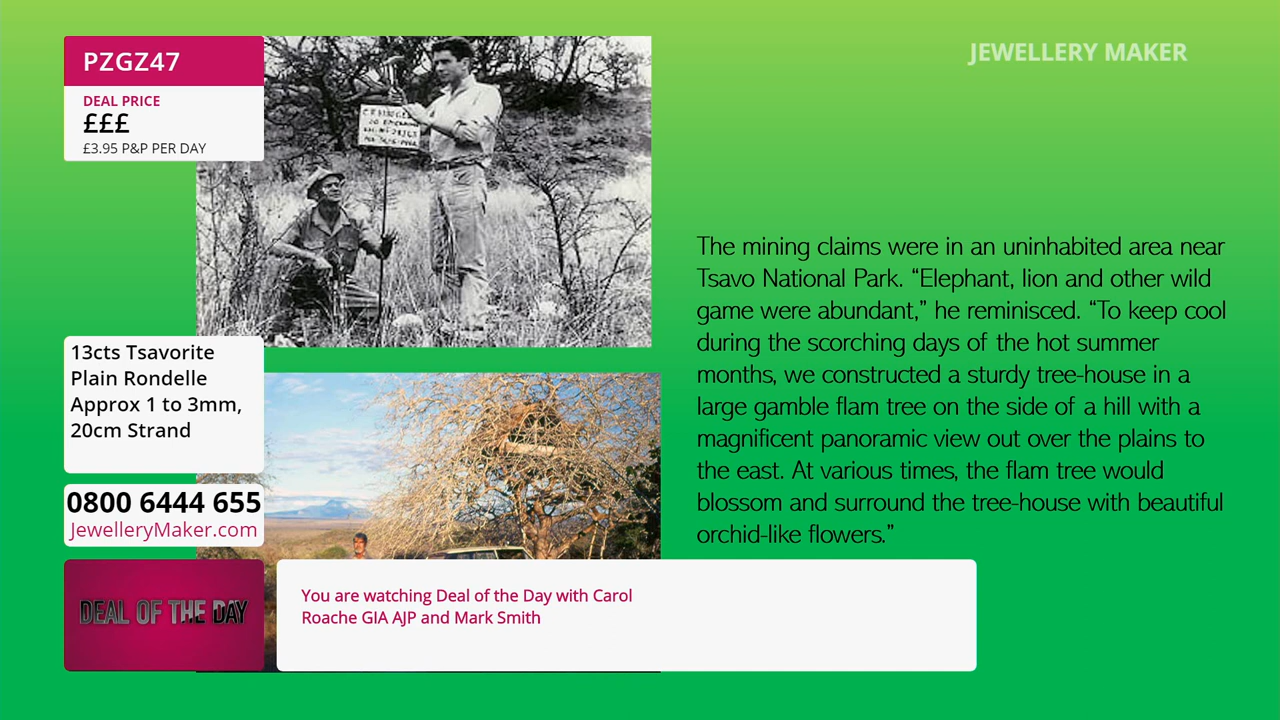 PZGZ47
DEAL PRICE
£££
£3.95 P&P PER DAY
JEWELLERY MAKER
The mining claims were in an uninhabited area near
Tsavo National Park. “Elephant, lion and other wild
game were abundant,” he reminisced. “To keep cool
during the scorching days of the hot summer
months, we constructed a sturdy tree-house in a
large gamble flam tree on the side of a hill with a
magnificent panoramic view out over the plains to
the east. At various times, the flam tree would
blossom and surround the tree-house with beautiful
orchid-like flowers.”
13cts Tsavorite
Plain Rondelle
Approx 1 to 3mm,
20cm Strand
0800 6444 655
JewelleryMaker.com
DEAL OF THE DAY
You are watching Deal of the Day with Carol
Roache GIA AJP and Mark Smith